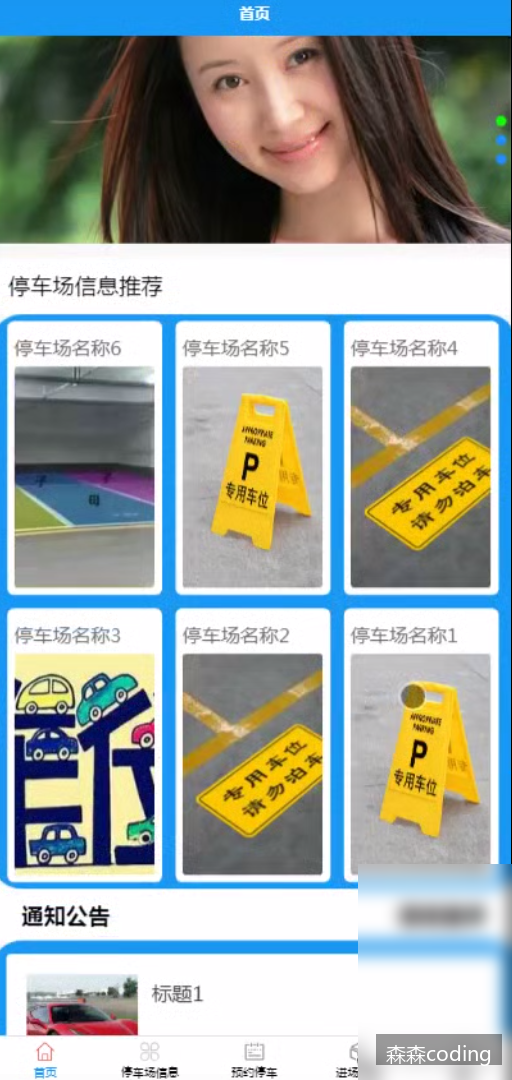 首页
停车场信息推荐
停车场名称6
停车场名称5
停车场名称4
子
母
APPROPRIATE
PARKING
P
专用车位
专用车位
请勿泊车
停车场名称3
停车场名称2
停车场名称1
专用车位
请勿泊车
APPROPRIATE
PARKING
P
专用车位
通知公告
标题1
首页
停车场信息
预约停车
进场
森森coding